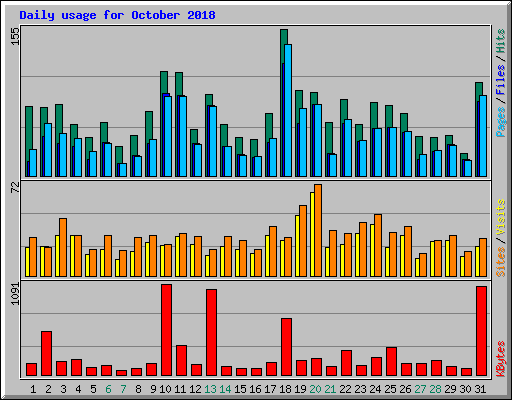 Daily usage for October 2018
155
Pages / Files / Hits
72
Sites / Visits
1091
KBytes
1 2 3 4 5 6 7 8 9 10 11 12 13 14 15 16 17 18 19 20 21 22 23 24 25 26 27 28 29 30 31